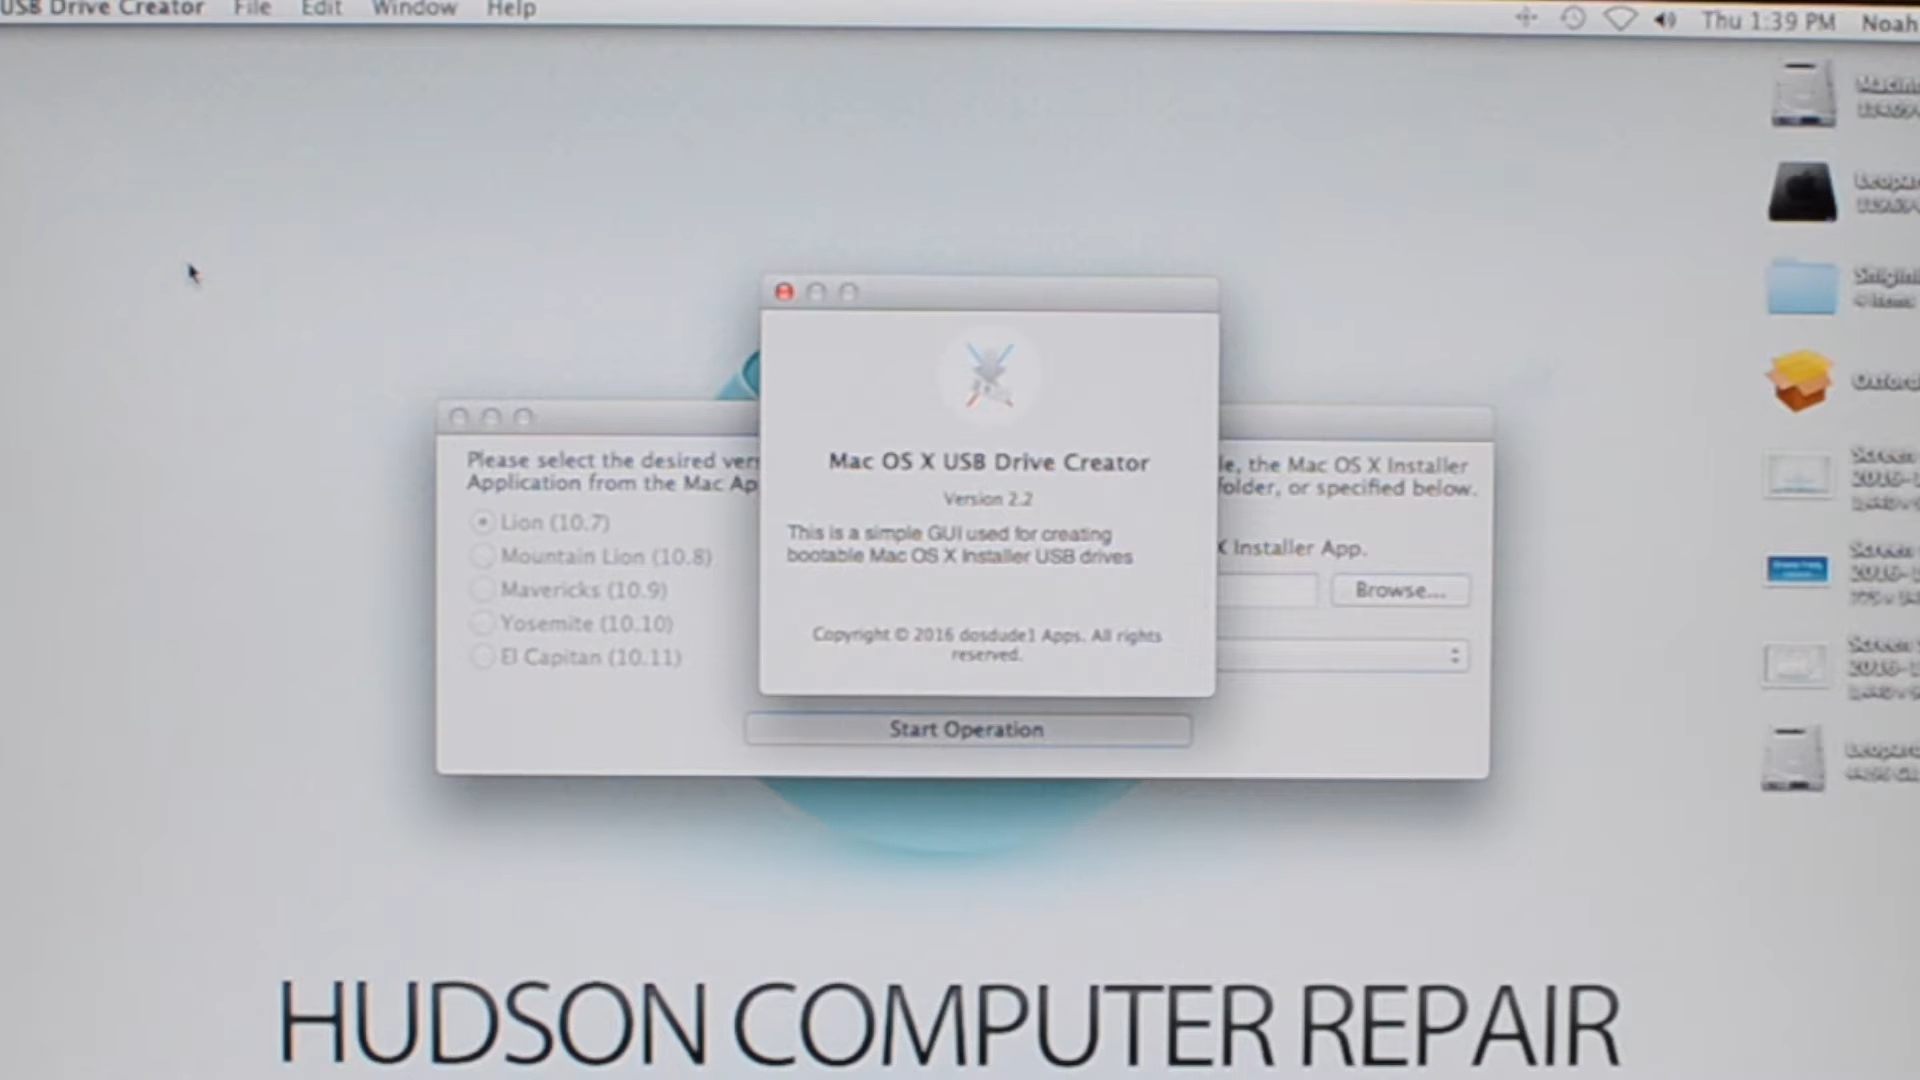 USB Drive Creator File Edit Window Help
Thu 1:39 PM Noah
Mac OS X USB Drive Creator
Version 2.2
This is a simple GUI used for creating
bootable Mac OS X Installer USB drives
Copyright © 2016 dosdude1 Apps. All rights
reserved.
Please select the desired ver
Application from the Mac Ap
le, the Mac OS X Installer
folder, or specified below.
Lion (10.7)
Mountain Lion (10.8)
Mavericks (10.9)
Yosemite (10.10)
El Capitan (10.11)
X Installer App.
Browse...
Start Operation
Screen
Screen
Screen
HUDSON COMPUTER REPAIR